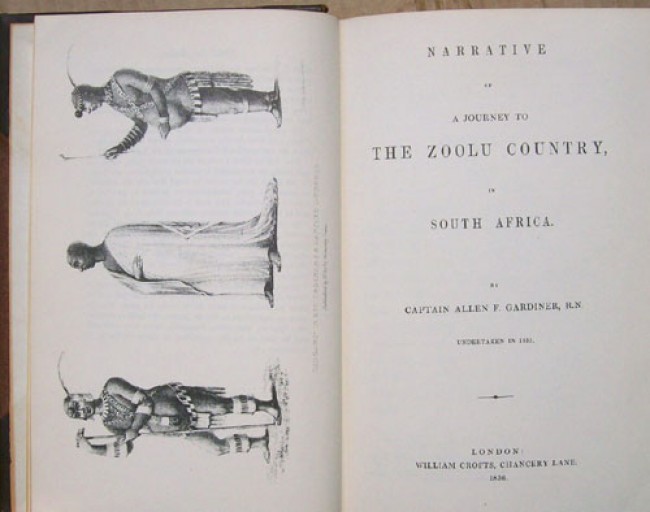 NARRATIVE
OF
A JOURNEY TO
THE ZOOLU COUNTRY,
IN
SOUTH AFRICA.
BY
CAPTAIN ALLEN F. GARDINER, R.N.
UNDERTAKEN IN 1835.
LONDON:
WILLIAM CROFTS, CHANCERY LANE.
1836.